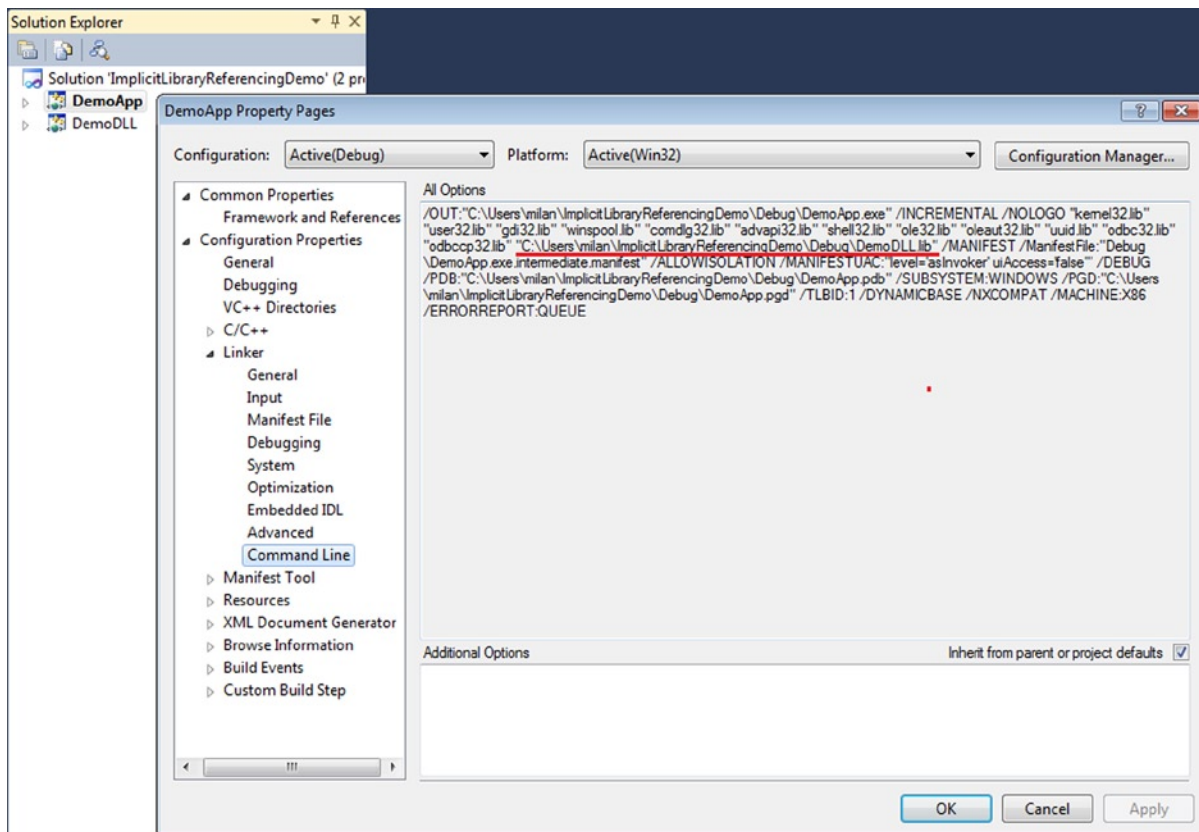 Solution Explorer
Solution 'ImplicitLibraryReferencingDemo' (2 pr
DemoApp
DemoDLL
DemoApp Property Pages
Configuration: Active(Debug) Platform: Active(Win32) Configuration Manager...
Common Properties
Framework and References
Configuration Properties
General
Debugging
VC++ Directories
C/C++
Linker
General
Input
Manifest File
Debugging
System
Optimization
Embedded IDL
Advanced
Command Line
Manifest Tool
Resources
XML Document Generator
Browse Information
Build Events
Custom Build Step
All Options
/OUT:"C:\Users\milan\ImplicitLibraryReferencingDemo\Debug\DemoApp.exe" /INCREMENTAL /NOLOGO "kernel32.lib"
"user32.lib" "gdi32.lib" "winspool.lib" "comdlg32.lib" "advapi32.lib" "shell32.lib" "ole32.lib" "oleaut32.lib" "uuid.lib" "odbc32.lib"
"odbccp32.lib" "C:\Users\milan\ImplicitLibraryReferencingDemo\Debug\DemoDLL.lib" /MANIFEST /ManifestFile:"Debug
\DemoApp.exe.intermediate.manifest" /ALLOWISOLATION /MANIFESTUAC:"level='asInvoker' uiAccess='false'" /DEBUG
/PDB:"C:\Users\milan\ImplicitLibraryReferencingDemo\Debug\DemoApp.pdb" /SUBSYSTEM:WINDOWS /PGD:"C:\Users
\milan\ImplicitLibraryReferencingDemo\Debug\DemoApp.pgd" /TLBID:1 /DYNAMICBASE /NXCOMPAT /MACHINE:X86
/ERRORREPORT:QUEUE
Additional Options Inherit from parent or project defaults
OK Cancel Apply